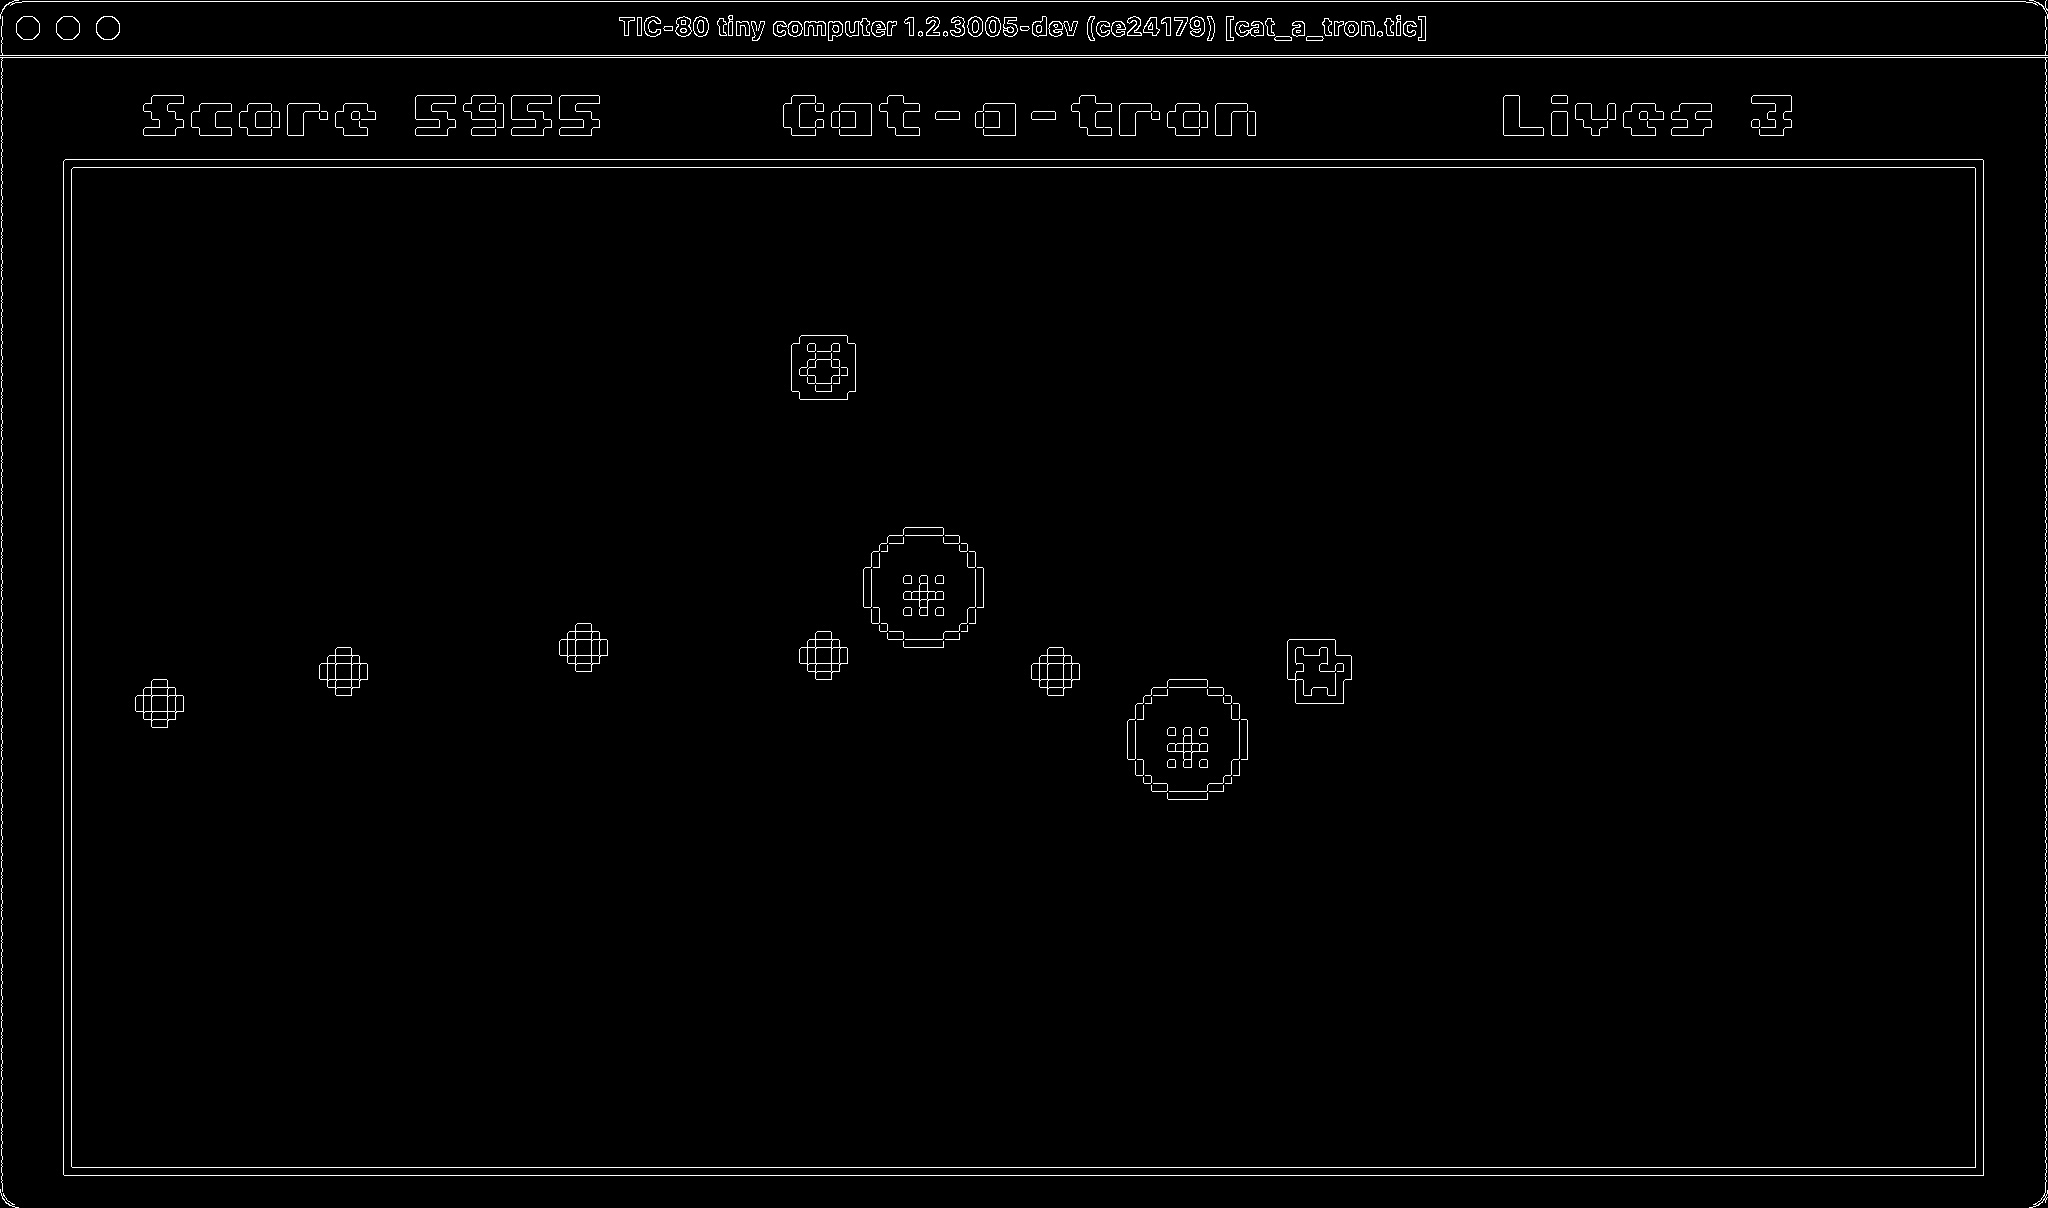 TIC-80 tiny computer 1.2.3005-dev (ce24179) [cat_a_tron.tic]
Score 5955 Cat-a-tron Lives 3